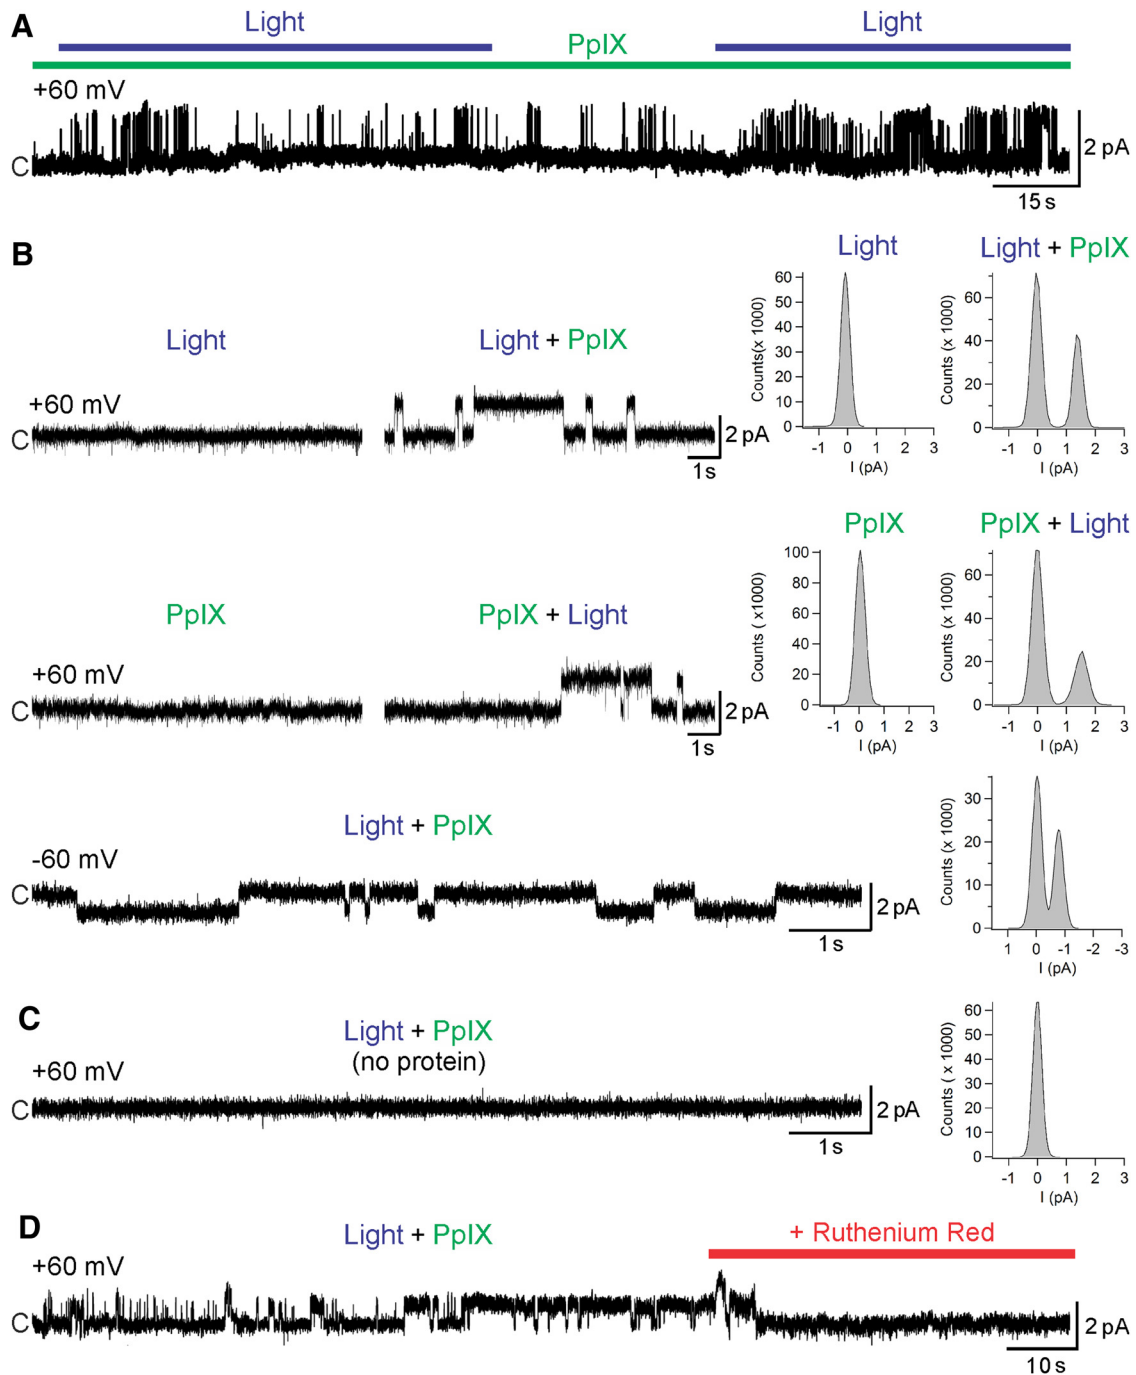 A
Light
PpIX
Light
+60 mV
C
2 pA
15 s
B
Light
Light + PpIX
+60 mV
C
2 pA
1 s
Light
Counts(x 1000)
60
50
40
30
20
10
0
-1 0 1 2 3
I (pA)
Light + PpIX
Counts (x 1000)
60
40
20
0
-1 0 1 2 3
I (pA)
PpIX
PpIX + Light
+60 mV
C
2 pA
1 s
PpIX
Counts ( x1000)
100
80
60
40
20
0
-1 0 1 2 3
I (pA)
PpIX + Light
Counts (x 1000)
60
40
20
0
-1 0 1 2 3
I (pA)
Light + PpIX
-60 mV
C
2 pA
1 s
Counts (x 1000)
30
20
10
0
1 0 -1 -2 -3
I (pA)
C
Light + PpIX
(no protein)
+60 mV
C
2 pA
1 s
Counts ( x 1000)
60
50
40
30
20
10
0
-1 0 1 2 3
I (pA)
D
Light + PpIX
+ Ruthenium Red
+60 mV
C
2 pA
10 s